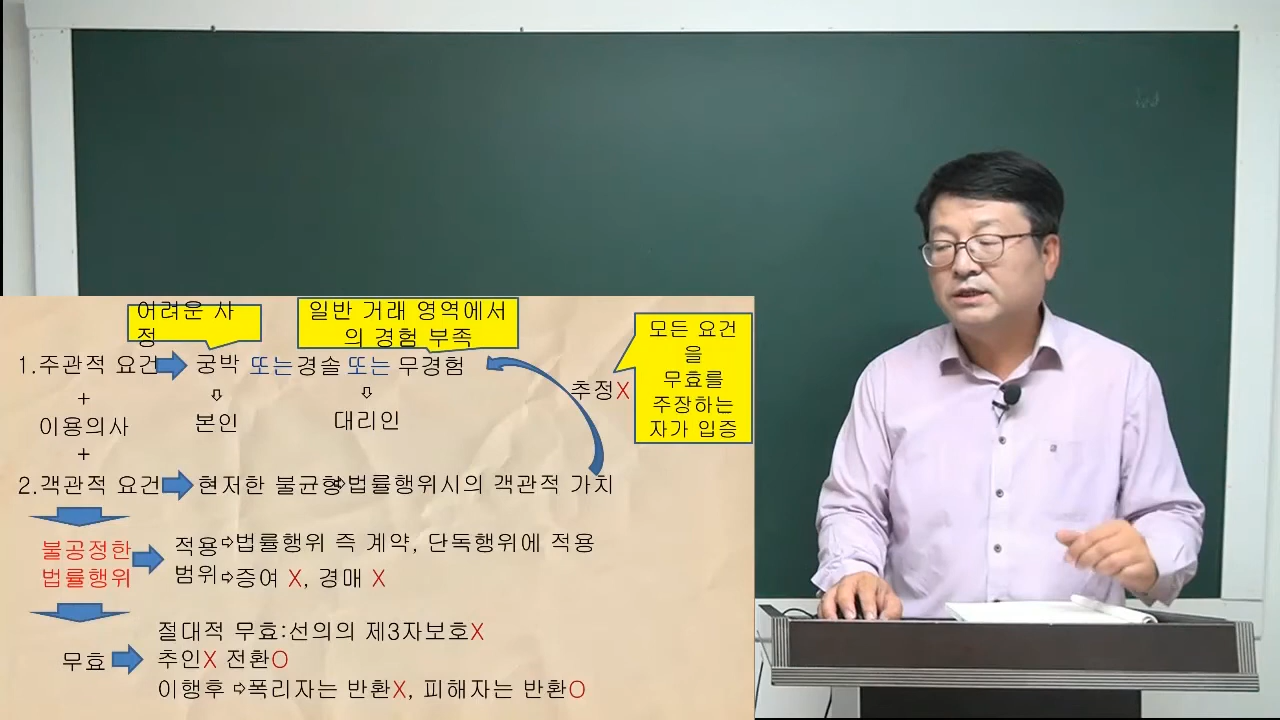 어려운 사
정
일반 거래 영역에서
의 경험 부족
모든 요건
을
무효를
주장하는
자가 입증
1.주관적 요건 궁박 또는 경솔 또는 무경험
추정X
+
이용의사 본인 대리인
+
2.객관적 요건 현저한 불균형⇨법률행위시의 객관적 가치
불공정한
법률행위
적용⇨법률행위 즉 계약, 단독행위에 적용
범위⇨증여 X, 경매 X
절대적 무효:선의의 제3자보호X
무효 추인X 전환O
이행후 ⇨폭리자는 반환X, 피해자는 반환O